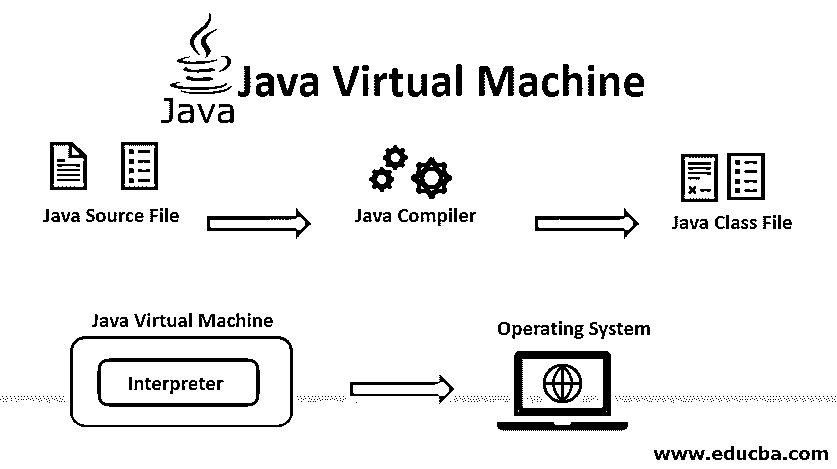 Java
Java Virtual Machine
Java Source File
Java Compiler
Java Class File
Java Virtual Machine
Interpreter
Operating System
www.educba.com